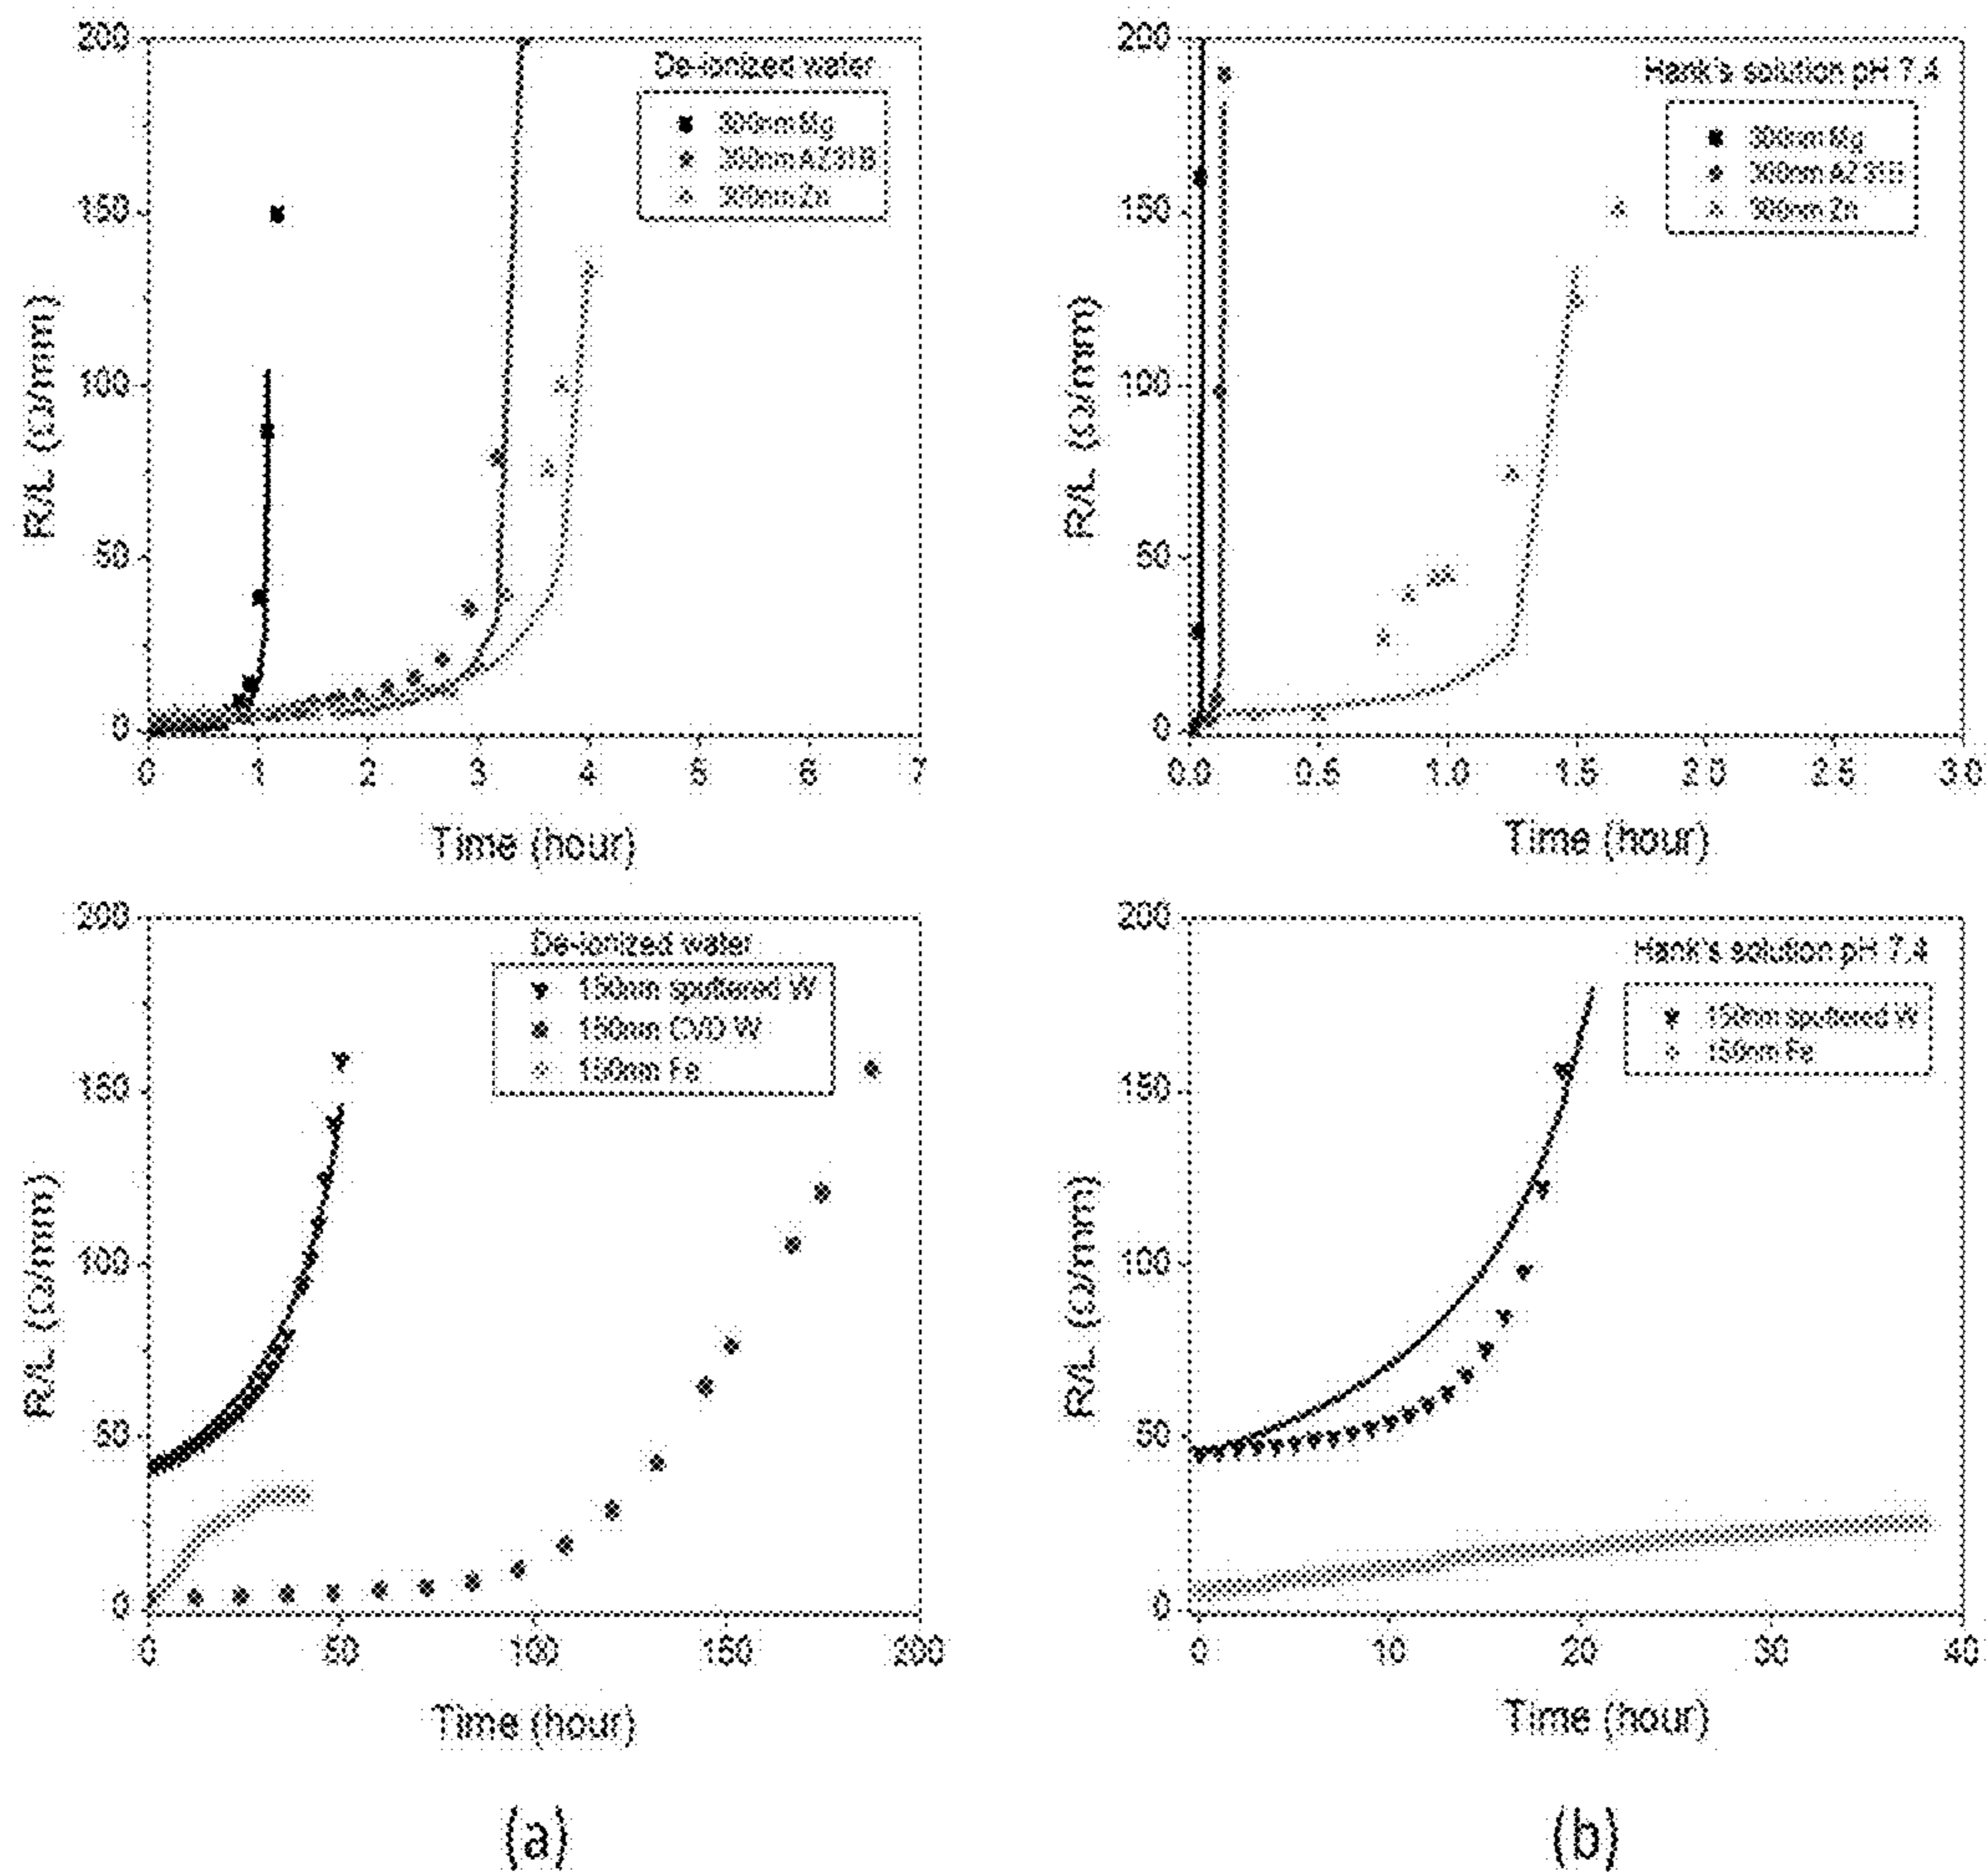 200
150
100
50
0
R/L (Ω/mm)
De-ionized water
300nm Mg
300nm AZ31B
300nm Zn
0 1 2 3 4 5 6 7
Time (hour)
200
150
100
50
0
R/L (Ω/mm)
Hank's solution pH 7.4
300nm Mg
300nm AZ31B
300nm Zn
0.0 0.5 1.0 1.5 2.0 2.5 3.0
Time (hour)
200
150
100
50
0
R/L (Ω/mm)
De-ionized water
150nm sputtered W
150nm CVD W
150nm Fe
0 50 100 150 200
Time (hour)
(a)
200
150
100
50
0
R/L (Ω/mm)
Hank's solution pH 7.4
150nm sputtered W
150nm Fe
0 10 20 30 40
Time (hour)
(b)